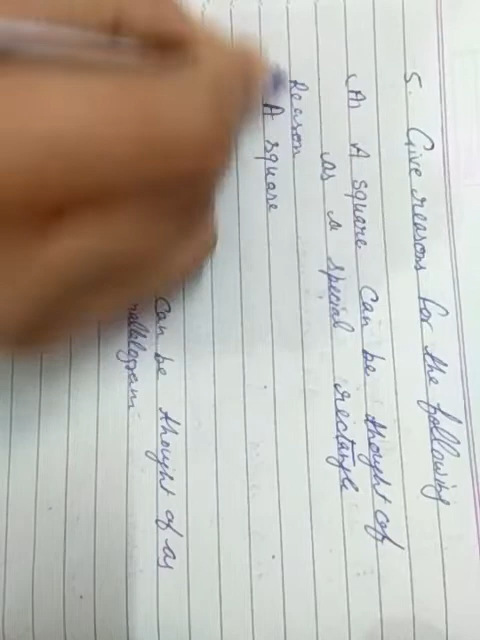 5. Give reasons for the following
(A) A square can be thought of
as a special rectangle
Reason
A square
can be thought of as